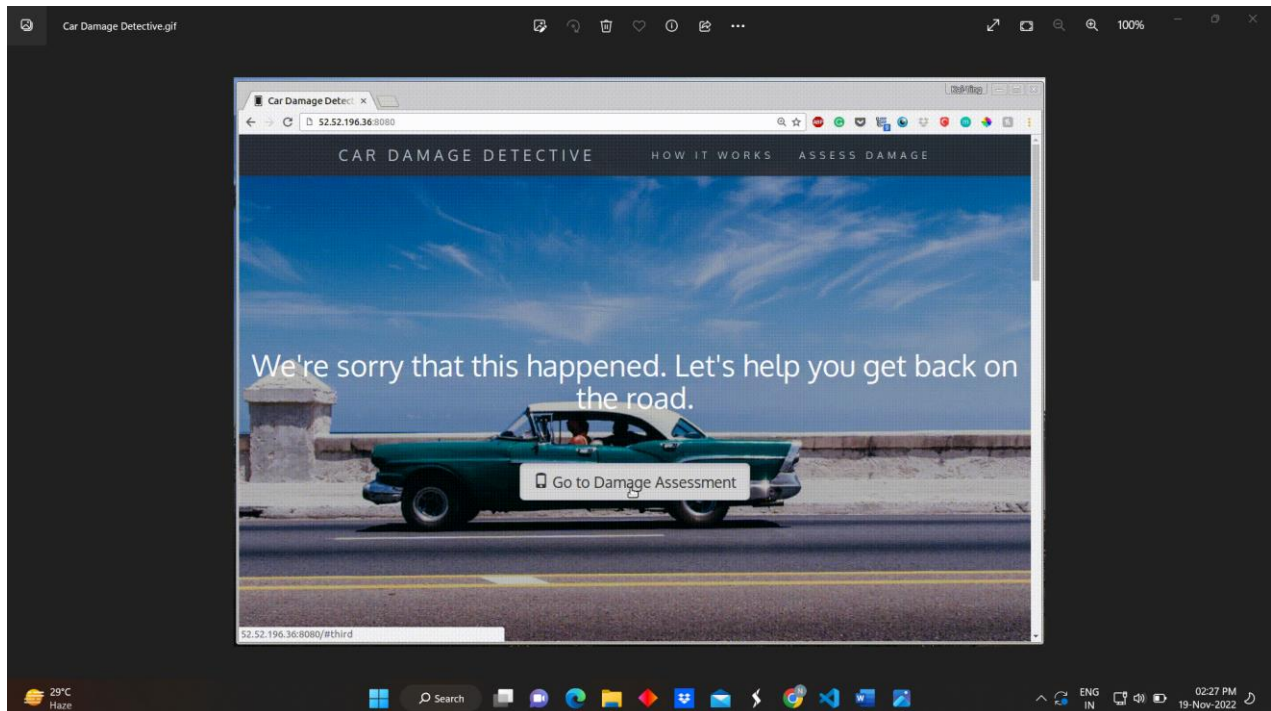 Car Damage Detective.gif
100%
Car Damage Detect
52.52.196.36:8080
CAR DAMAGE DETECTIVE HOW IT WORKS ASSESS DAMAGE
We're sorry that this happened. Let's help you get back on
the road.
Go to Damage Assessment
52.52.196.36:8080/#third
29°C
Haze
Search
ENG
IN
02:27 PM
19-Nov-2022